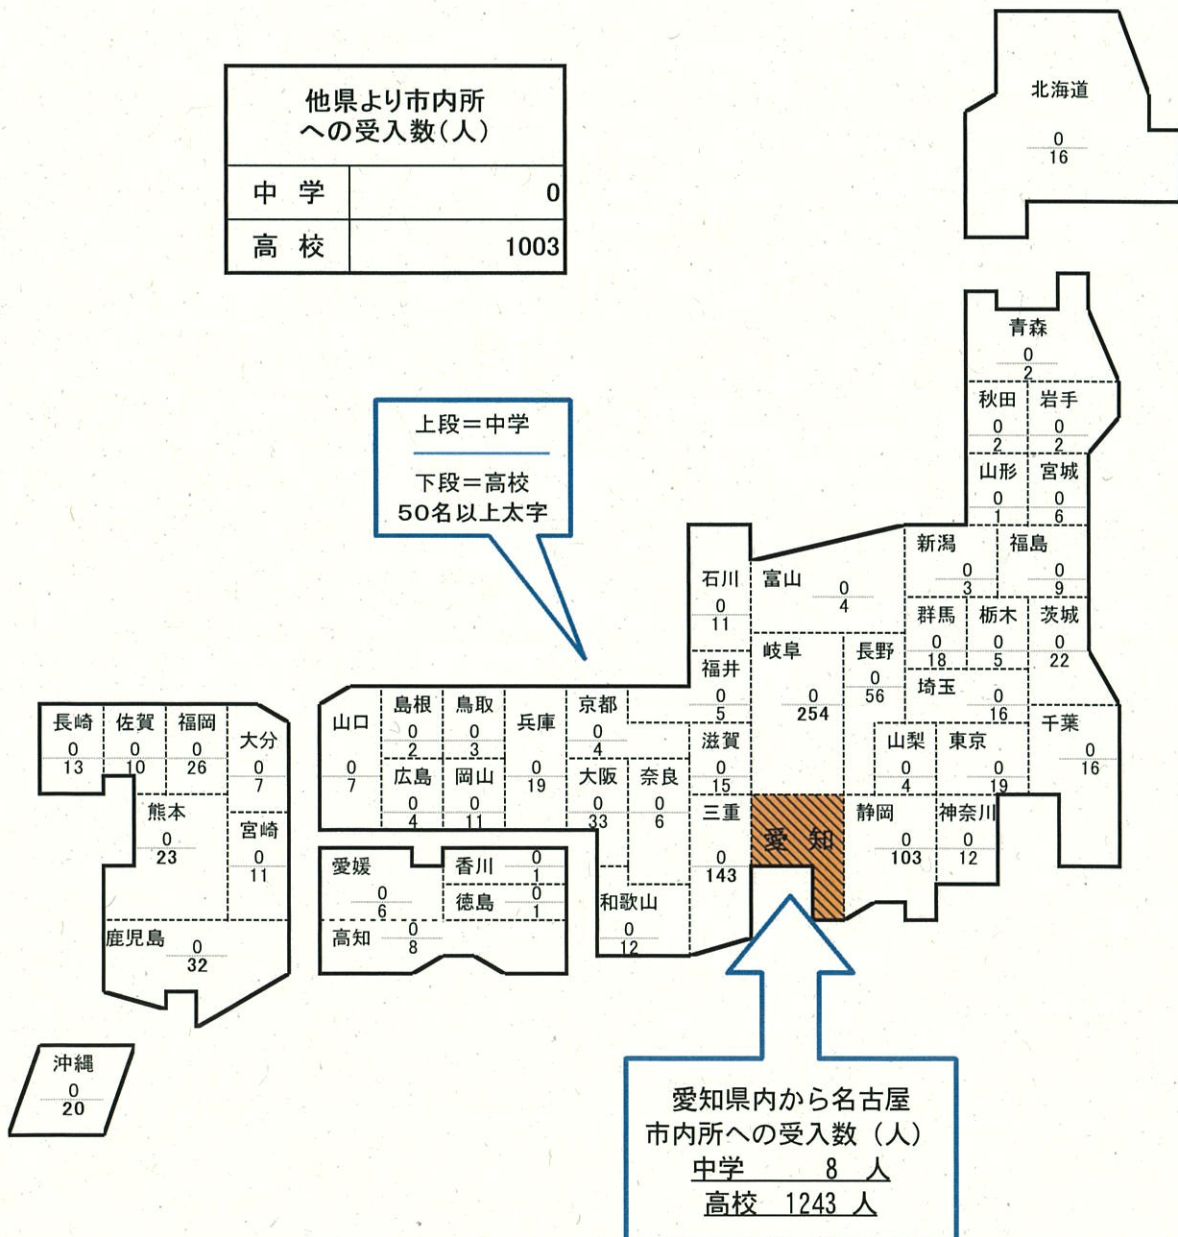 他県より市内所
への受入数(人)
中 学 0
高 校 1003
北海道
0
16
青森
0
2
秋田
0
2
岩手
0
2
山形
0
1
宮城
0
6
上段=中学
下段=高校
50名以上太字
新潟
0
3
福島
0
9
石川
0
11
富山
0
4
群馬
0
18
栃木
0
5
茨城
0
22
福井
0
5
岐阜
0
254
長野
0
56
埼玉
0
16
千葉
0
16
長崎
0
13
佐賀
0
10
福岡
0
26
大分
0
7
山口
0
7
島根
0
2
鳥取
0
3
兵庫
0
19
京都
0
4
滋賀
0
15
山梨
0
4
東京
0
19
広島
0
4
岡山
0
11
大阪
0
33
奈良
0
6
熊本
0
23
宮崎
0
11
三重
0
143
愛 知
静岡
0
103
神奈川
0
12
愛媛
0
6
香川
0
1
徳島
0
1
高知
0
8
和歌山
0
12
鹿児島
0
32
沖縄
0
20
愛知県内から名古屋
市内所への受入数(人)
中学 8 人
高校 1243 人